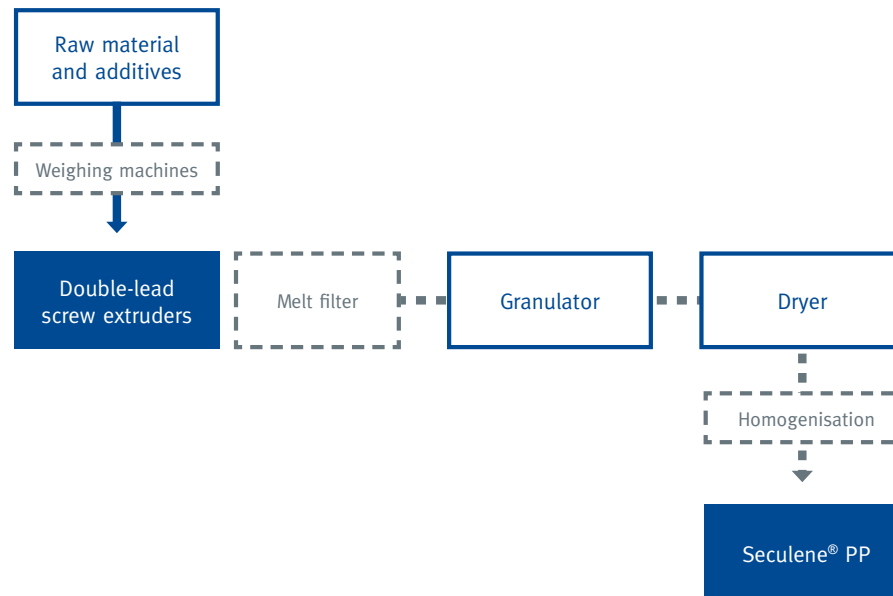 Raw material
and additives
Weighing machines
Double-lead
screw extruders
Melt filter
Granulator
Dryer
Homogenisation
Seculene® PP